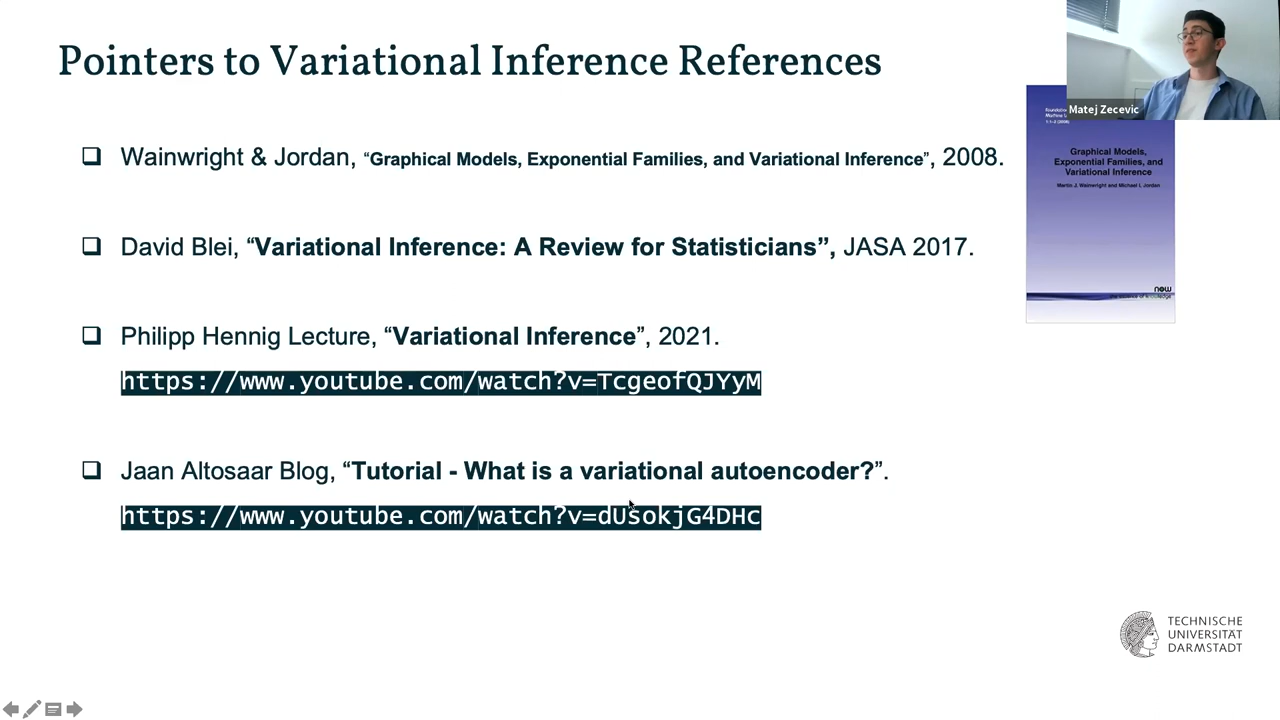 Pointers to Variational Inference References
Matej Zecevic
Wainwright & Jordan, “Graphical Models, Exponential Families, and Variational Inference”, 2008.
Graphical Models,
Exponential Families, and
Variational Inference
Martin J. Wainwright and Michael I. Jordan
now
David Blei, “Variational Inference: A Review for Statisticians”, JASA 2017.
Philipp Hennig Lecture, “Variational Inference”, 2021.
https://www.youtube.com/watch?v=TcgeofQJYyM
Jaan Altosaar Blog, “Tutorial - What is a variational autoencoder?”.
https://www.youtube.com/watch?v=dUsokjG4DHc
TECHNISCHE
UNIVERSITÄT
DARMSTADT